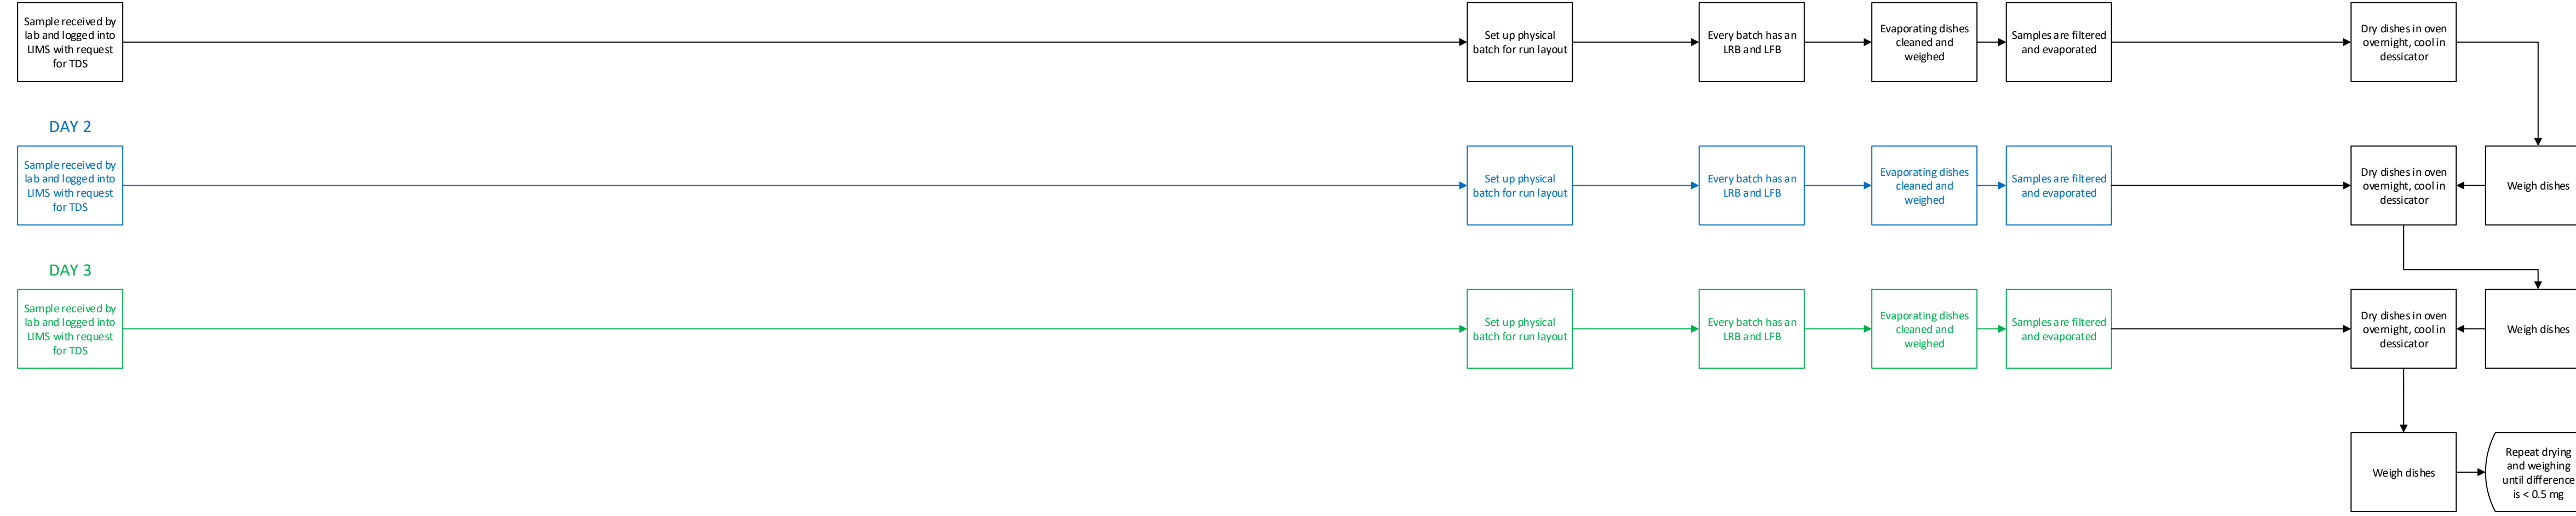 Sample received by
lab and logged into
LIMS with request
for TDS
Set up physical
batch for run layout
Every batch has an
LRB and LFB
Evaporating dishes
cleaned and
weighed
Samples are filtered
and evaporated
Dry dishes in oven
overnight, cool in
dessicator
DAY 2
Sample received by
lab and logged into
LIMS with request
for TDS
Set up physical
batch for run layout
Every batch has an
LRB and LFB
Evaporating dishes
cleaned and
weighed
Samples are filtered
and evaporated
Dry dishes in oven
overnight, cool in
dessicator
Weigh dishes
DAY 3
Sample received by
lab and logged into
LIMS with request
for TDS
Set up physical
batch for run layout
Every batch has an
LRB and LFB
Evaporating dishes
cleaned and
weighed
Samples are filtered
and evaporated
Dry dishes in oven
overnight, cool in
dessicator
Weigh dishes
Weigh dishes
Repeat drying
and weighing
until difference
is < 0.5 mg